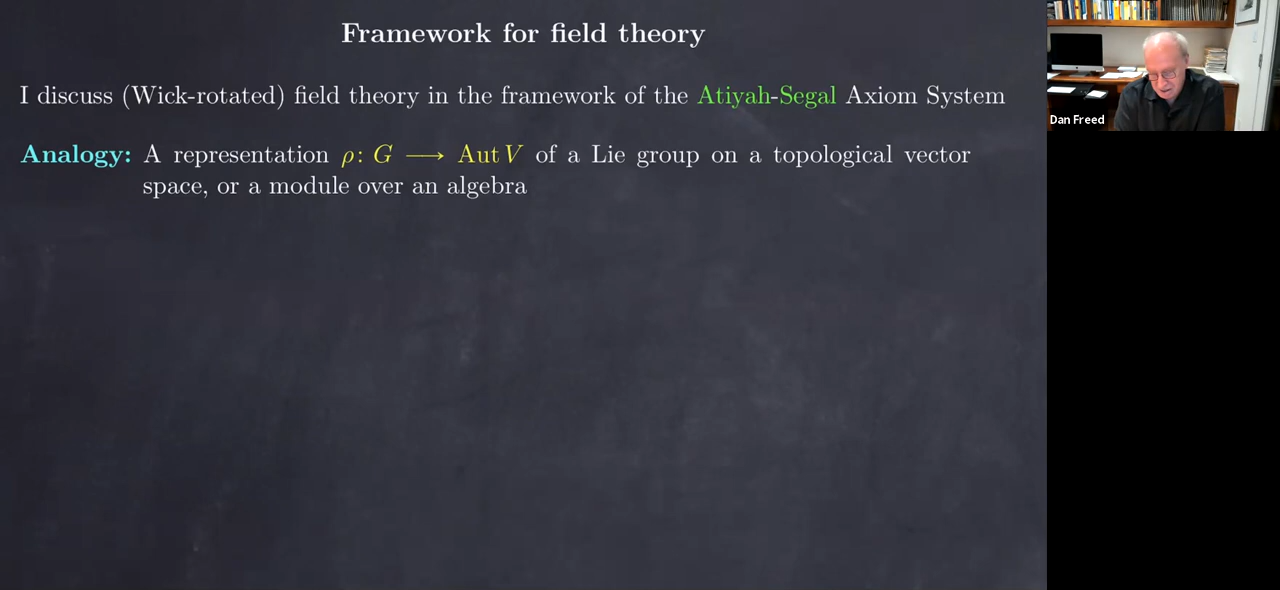 Framework for field theory
I discuss (Wick-rotated) field theory in the framework of the Atiyah-Segal Axiom System
Analogy: A representation ρ: G ⟶ Aut V of a Lie group on a topological vector
space, or a module over an algebra
Dan Freed